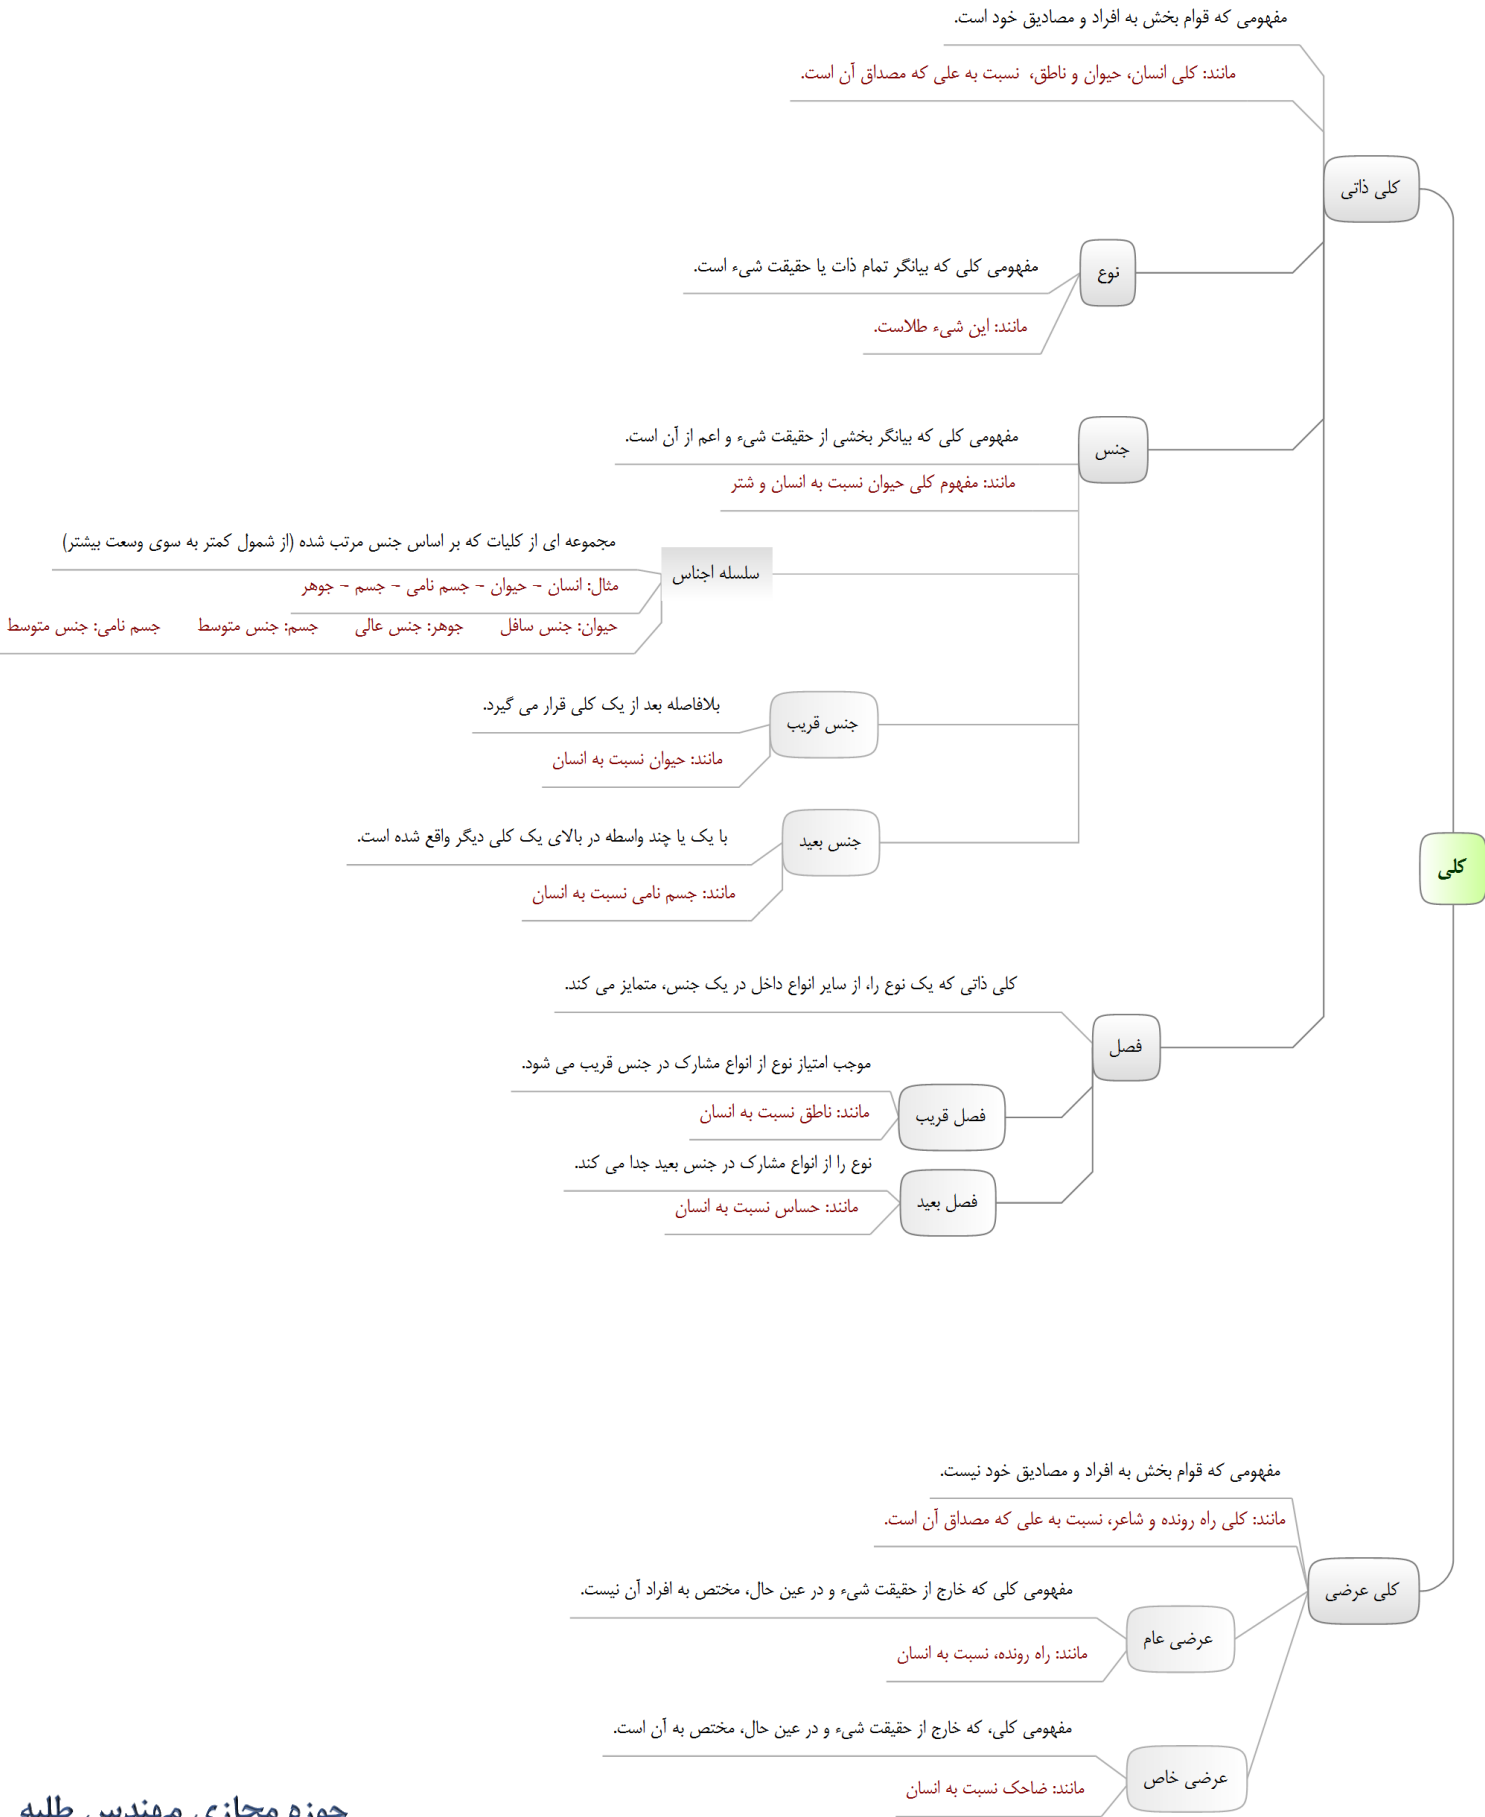 کلی
کلی ذاتی
مفهومی که قوام بخش به افراد و مصادیق خود است.
مانند: کلی انسان، حیوان و ناطق، نسبت به علی که مصداق آن است.
نوع
مفهومی کلی که بیانگر تمام ذات یا حقیقت شیء است.
مانند: این شیء طلاست.
جنس
مفهومی کلی که بیانگر بخشی از حقیقت شیء و اعم از آن است.
مانند: مفهوم کلی حیوان نسبت به انسان و شتر
سلسله اجناس
مجموعه ای از کلیات که بر اساس جنس مرتب شده (از شمول کمتر به سوی وسعت بیشتر)
مثال: انسان - حیوان - جسم نامی - جسم - جوهر
حیوان: جنس سافل جوهر: جنس عالی جسم: جنس متوسط جسم نامی: جنس متوسط
جنس قریب
بلافاصله بعد از یک کلی قرار می گیرد.
مانند: حیوان نسبت به انسان
جنس بعید
با یک یا چند واسطه در بالای یک کلی دیگر واقع شده است.
مانند: جسم نامی نسبت به انسان
فصل
کلی ذاتی که یک نوع را، از سایر انواع داخل در یک جنس، متمایز می کند.
فصل قریب
موجب امتیاز نوع از انواع مشارک در جنس قریب می شود.
مانند: ناطق نسبت به انسان
فصل بعید
نوع را از انواع مشارک در جنس بعید جدا می کند.
مانند: حساس نسبت به انسان
کلی عرضی
مفهومی که قوام بخش به افراد و مصادیق خود نیست.
مانند: کلی راه رونده و شاعر، نسبت به علی که مصداق آن است.
عرضی عام
مفهومی کلی که خارج از حقیقت شیء و در عین حال، مختص به افراد آن نیست.
مانند: راه رونده، نسبت به انسان
عرضی خاص
مفهومی کلی، که خارج از حقیقت شیء و در عین حال، مختص به آن است.
مانند: ضاحک نسبت به انسان
حوزه مجازی مهندس طلبه